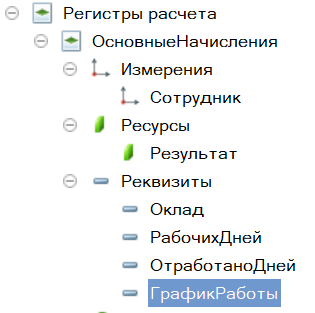 Регистры расчета
ОсновныеНачисления
Измерения
Сотрудник
Ресурсы
Результат
Реквизиты
Оклад
РабочихДней
ОтработаноДней
ГрафикРаботы